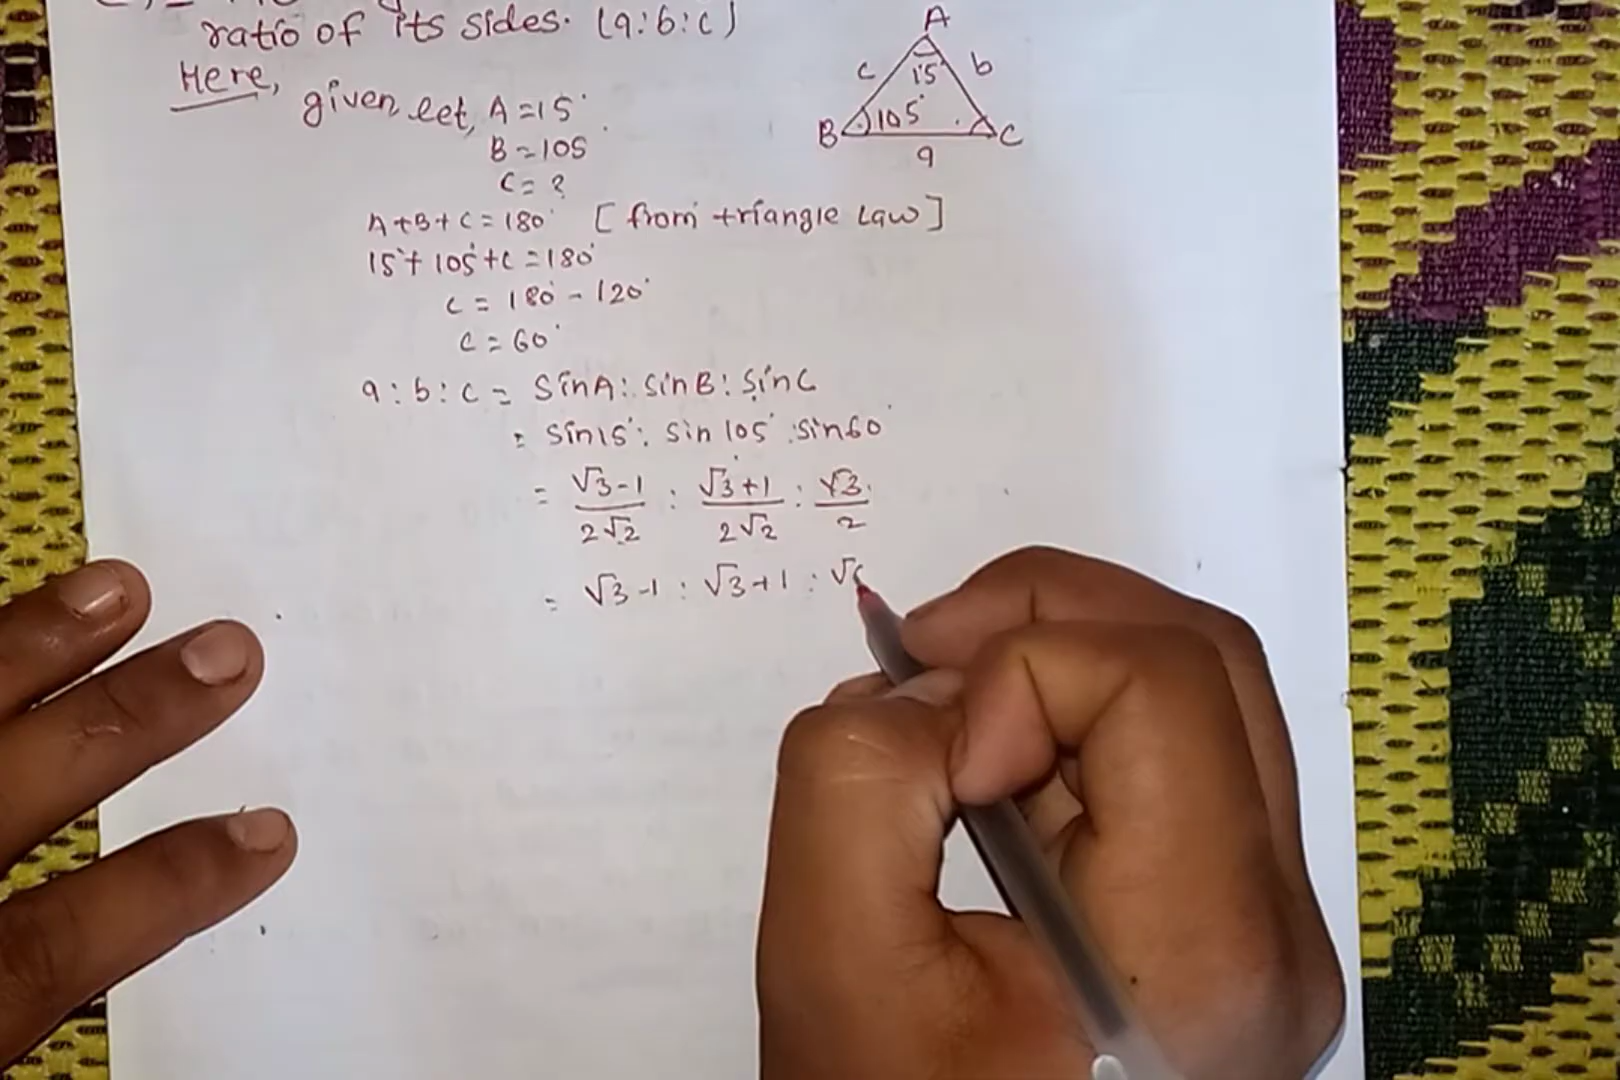 ratio of its sides. (a:b:c)
Here,
given, let, A = 15°
B = 105
C = ?
A + B + C = 180° [from triangle Law]
15° + 105° + C = 180°
C = 180° - 120°
C = 60°
a : b : c = SinA : SinB : SinC
= Sin15° : Sin 105° : Sin60°
= √3-1/2√2 : √3+1/2√2 : √3/2
= √3-1 : √3+1 :
A
c 15° b
B 105° C
a